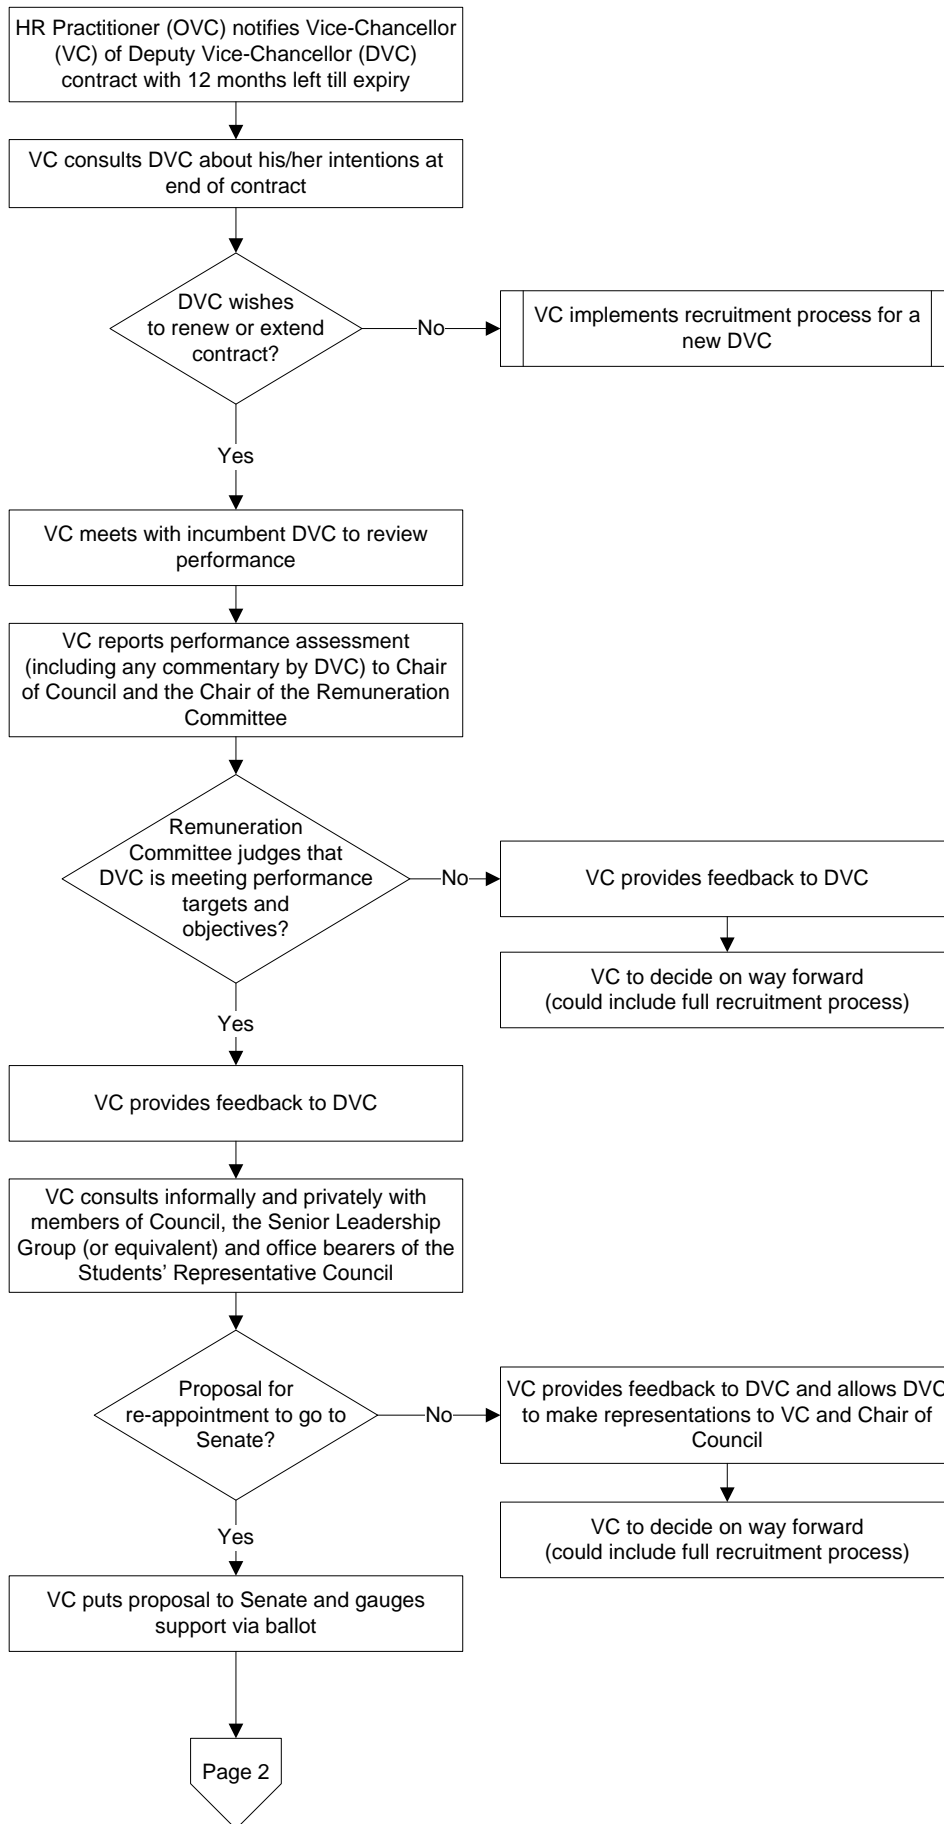 HR Practitioner (OVC) notifies Vice-Chancellor
(VC) of Deputy Vice-Chancellor (DVC)
contract with 12 months left till expiry
VC consults DVC about his/her intentions at
end of contract
DVC wishes
to renew or extend
contract?
No
VC implements recruitment process for a
new DVC
Yes
VC meets with incumbent DVC to review
performance
VC reports performance assessment
(including any commentary by DVC) to Chair
of Council and the Chair of the Remuneration
Committee
Remuneration
Committee judges that
DVC is meeting performance
targets and
objectives?
No
VC provides feedback to DVC
VC to decide on way forward
(could include full recruitment process)
Yes
VC provides feedback to DVC
VC consults informally and privately with
members of Council, the Senior Leadership
Group (or equivalent) and office bearers of the
Students’ Representative Council
Proposal for
re-appointment to go to
Senate?
No
VC provides feedback to DVC and allows DVC
to make representations to VC and Chair of
Council
VC to decide on way forward
(could include full recruitment process)
Yes
VC puts proposal to Senate and gauges
support via ballot
Page 2